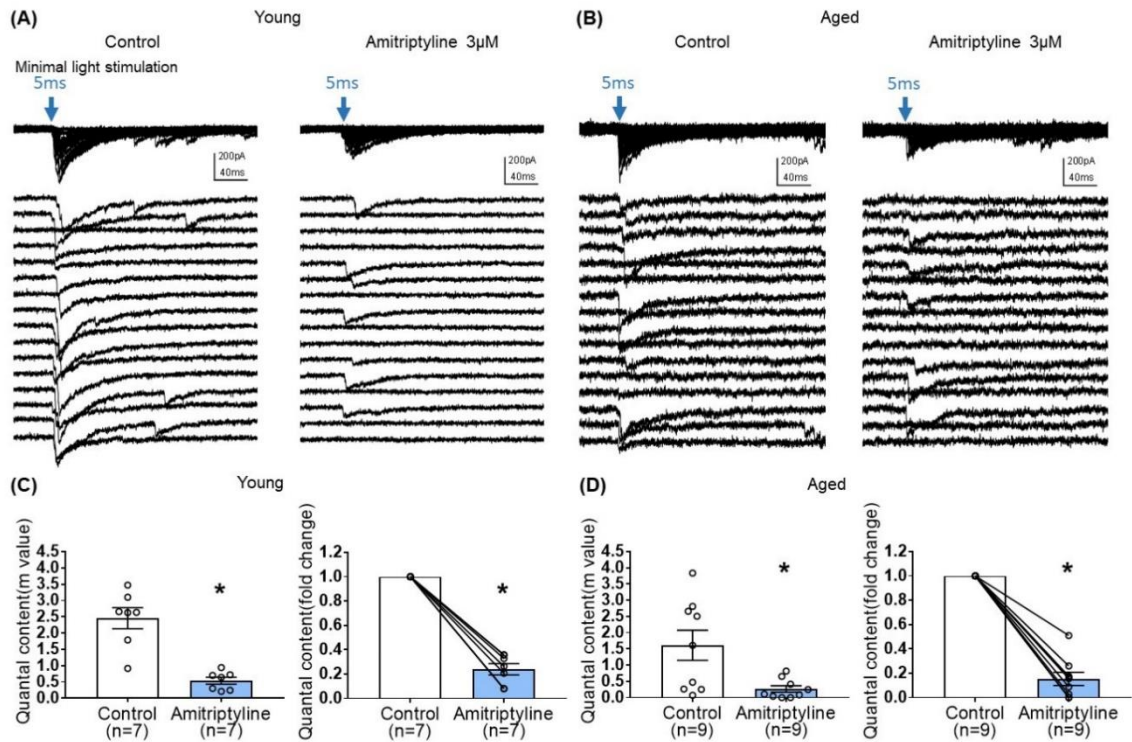 (A)
Young
Control
Amitriptyline 3µM
Minimal light stimulation
5ms
5ms
200pA
40ms
200pA
40ms
(B)
Aged
Control
Amitriptyline 3µM
5ms
5ms
200pA
40ms
200pA
40ms
(C)
Young
Quantal content(m value)
4.5
4.0
3.5
3.0
2.5
2.0
1.5
1.0
0.5
0.0
*
Control
(n=7)
Amitriptyline
(n=7)
Quantal content(fold change)
1.2
1.0
0.8
0.6
0.4
0.2
0.0
*
Control
(n=7)
Amitriptyline
(n=7)
(D)
Aged
Quantal content(m value)
4.5
4.0
3.5
3.0
2.5
2.0
1.5
1.0
0.5
0.0
*
Control
(n=9)
Amitriptyline
(n=9)
Quantal content(fold change)
1.2
1.0
0.8
0.6
0.4
0.2
0.0
*
Control
(n=9)
Amitriptyline
(n=9)